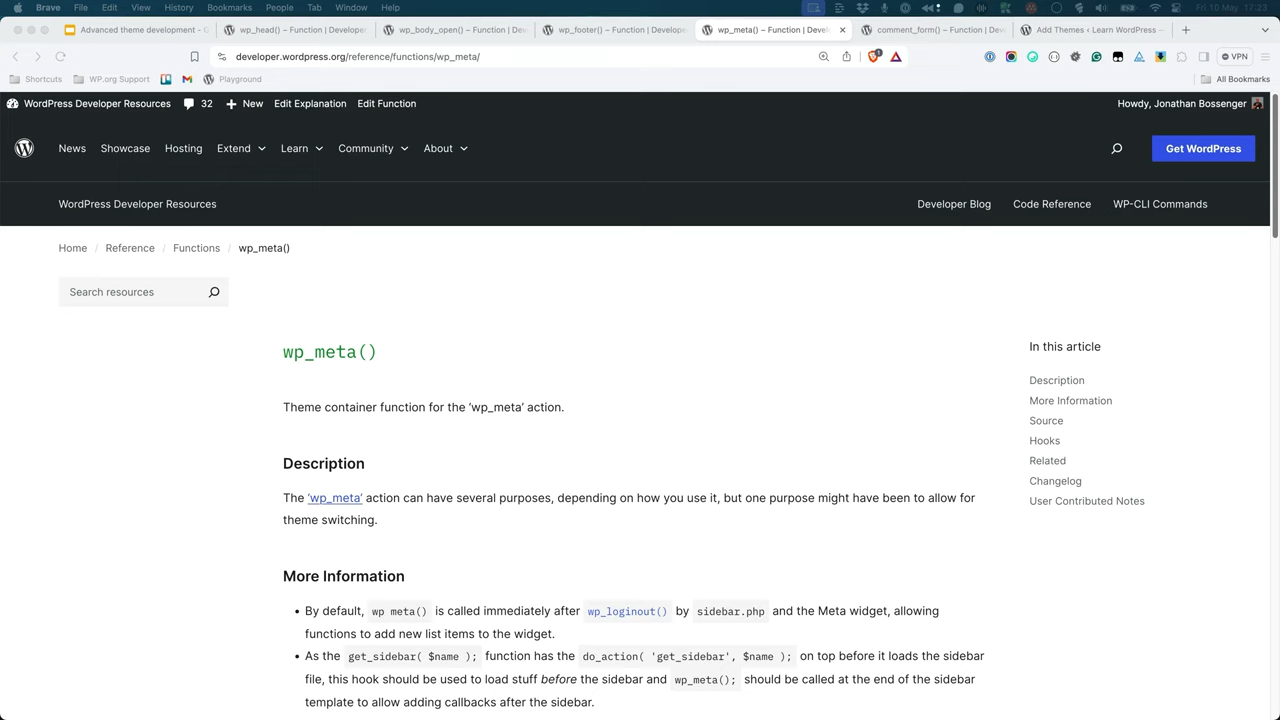 Brave File Edit View History Bookmarks People Tab Window Help Fri 10 May 17:23
Advanced theme development - G wp_head() – Function | Developer wp_body_open() – Function | Dev wp_footer() – Function | Develope wp_meta() – Function | Devel comment_form() – Function | Dev Add Themes ‹ Learn WordPress —
developer.wordpress.org/reference/functions/wp_meta/ 1 VPN
Shortcuts WP.org Support Playground All Bookmarks
WordPress Developer Resources 32 New Edit Explanation Edit Function Howdy, Jonathan Bossenger
News Showcase Hosting Extend Learn Community About Get WordPress
WordPress Developer Resources Developer Blog Code Reference WP-CLI Commands
Home / Reference / Functions / wp_meta()
Search resources
wp_meta()
Theme container function for the ‘wp_meta’ action.
Description
The ‘wp_meta’ action can have several purposes, depending on how you use it, but one purpose might have been to allow for
theme switching.
More Information
• By default, wp meta() is called immediately after wp_loginout() by sidebar.php and the Meta widget, allowing
functions to add new list items to the widget.
• As the get_sidebar( $name ); function has the do_action( 'get_sidebar', $name ); on top before it loads the sidebar
file, this hook should be used to load stuff before the sidebar and wp_meta(); should be called at the end of the sidebar
template to allow adding callbacks after the sidebar.
In this article
Description
More Information
Source
Hooks
Related
Changelog
User Contributed Notes